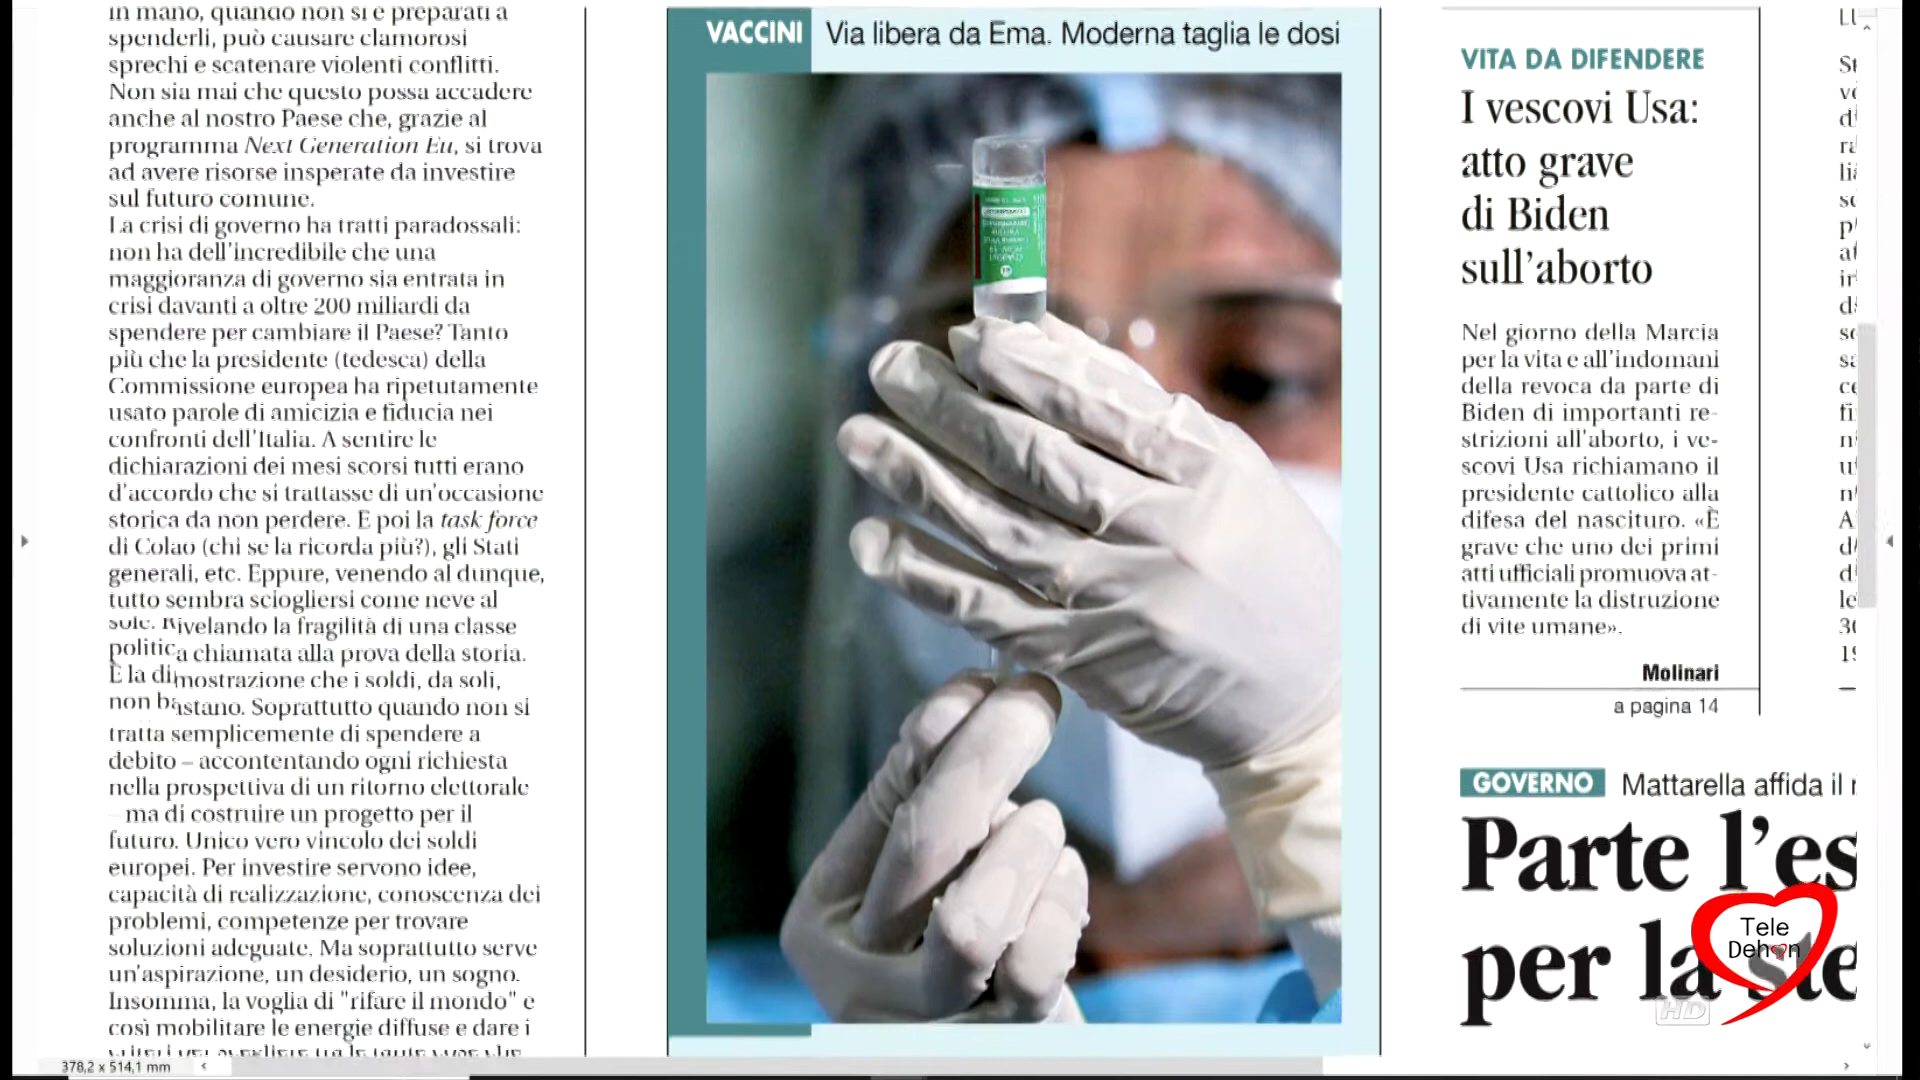 in mano, quando non si è preparati a
spenderli, può causare clamorosi
sprechi e scatenare violenti conflitti.
Non sia mai che questo possa accadere
anche al nostro Paese che, grazie al
programma Next Generation Eu, si trova
ad avere risorse insperate da investire
sul futuro comune.
La crisi di governo ha tratti paradossali:
non ha dell'incredibile che una
maggioranza di governo sia entrata in
crisi davanti a oltre 200 miliardi da
spendere per cambiare il Paese? Tanto
più che la presidente (tedesca) della
Commissione europea ha ripetutamente
usato parole di amicizia e fiducia nei
confronti dell'Italia. A sentire le
dichiarazioni dei mesi scorsi tutti erano
d'accordo che si trattasse di un'occasione
storica da non perdere. E poi la task force
di Colao (chi se la ricorda più?), gli Stati
generali, etc. Eppure, venendo al dunque,
tutto sembra sciogliersi come neve al
sole. Rivelando la fragilità di una classe
politica chiamata alla prova della storia.
È la dimostrazione che i soldi, da soli,
non bastano. Soprattutto quando non si
tratta semplicemente di spendere a
debito – accontentando ogni richiesta
nella prospettiva di un ritorno elettorale
– ma di costruire un progetto per il
futuro. Unico vero vincolo dei soldi
europei. Per investire servono idee,
capacità di realizzazione, conoscenza dei
problemi, competenze per trovare
soluzioni adeguate. Ma soprattutto serve
un'aspirazione, un desiderio, un sogno.
Insomma, la voglia di "rifare il mondo" e
così mobilitare le energie diffuse e dare i
VACCINI Via libera da Ema. Moderna taglia le dosi
VITA DA DIFENDERE
I vescovi Usa:
atto grave
di Biden
sull'aborto
Nel giorno della Marcia
per la vita e all'indomani
della revoca da parte di
Biden di importanti re-
strizioni all'aborto, i ve-
scovi Usa richiamano il
presidente cattolico alla
difesa del nascituro. «È
grave che uno dei primi
atti ufficiali promuova at-
tivamente la distruzione
di vite umane».
Molinari
a pagina 14
GOVERNO Mattarella affida il
Parte l'es
per la ste
Tele
Dehon
HD
378,2 x 514,1 mm